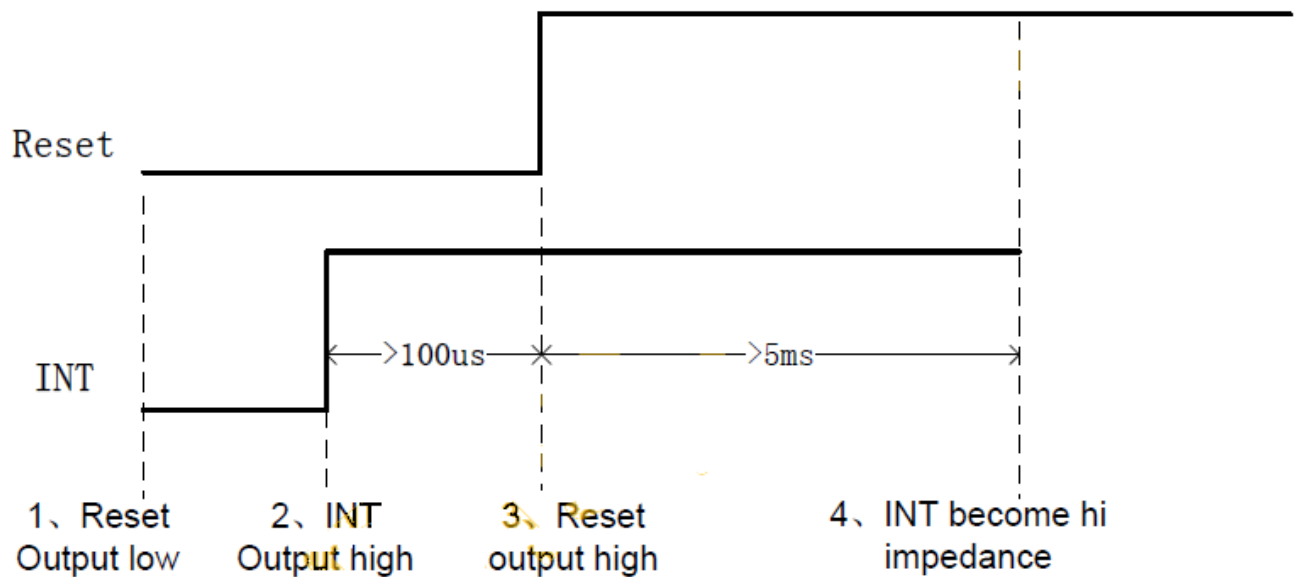 Reset
>100us
>5ms
INT
1、Reset
Output low
2、INT
Output high
3、Reset
output high
4、INT become hi
impedance